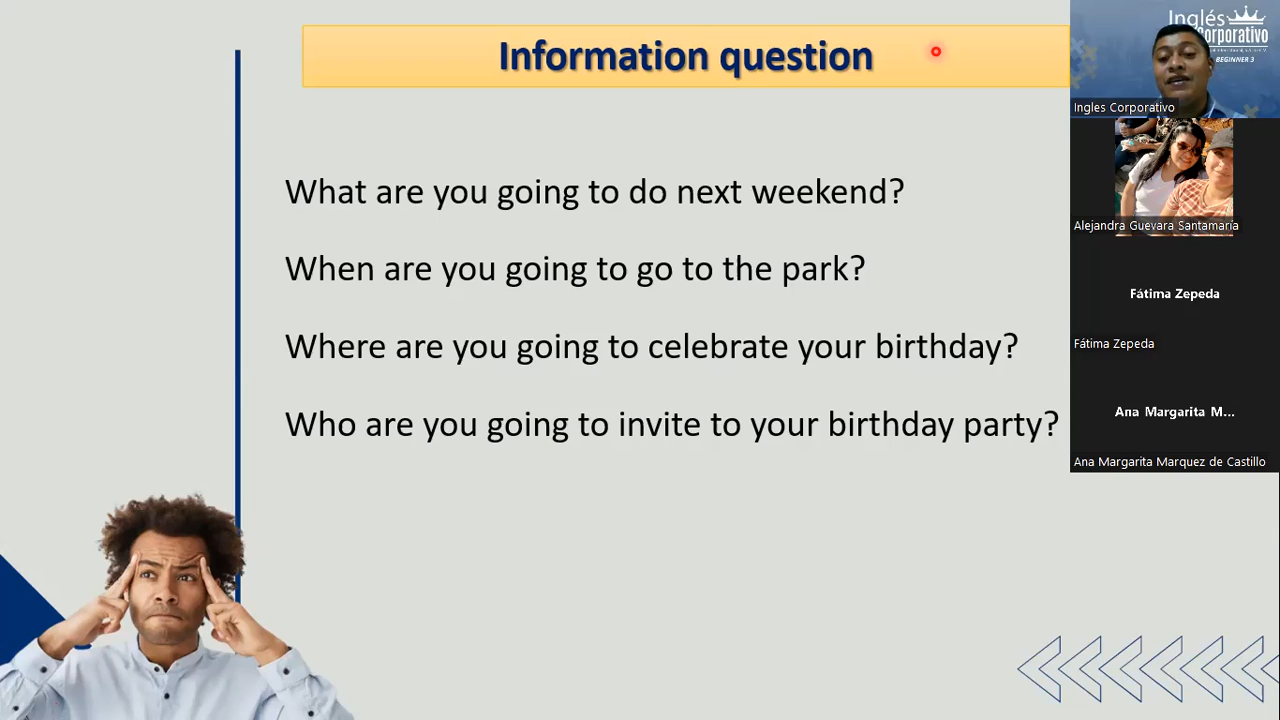 Information question
What are you going to do next weekend?
When are you going to go to the park?
Where are you going to celebrate your birthday?
Who are you going to invite to your birthday party?
Inglés
Corporativo
BEGINNER 3
Ingles Corporativo
Alejandra Guevara Santamaría
Fátima Zepeda
Fátima Zepeda
Ana Margarita M...
Ana Margarita Marquez de Castillo